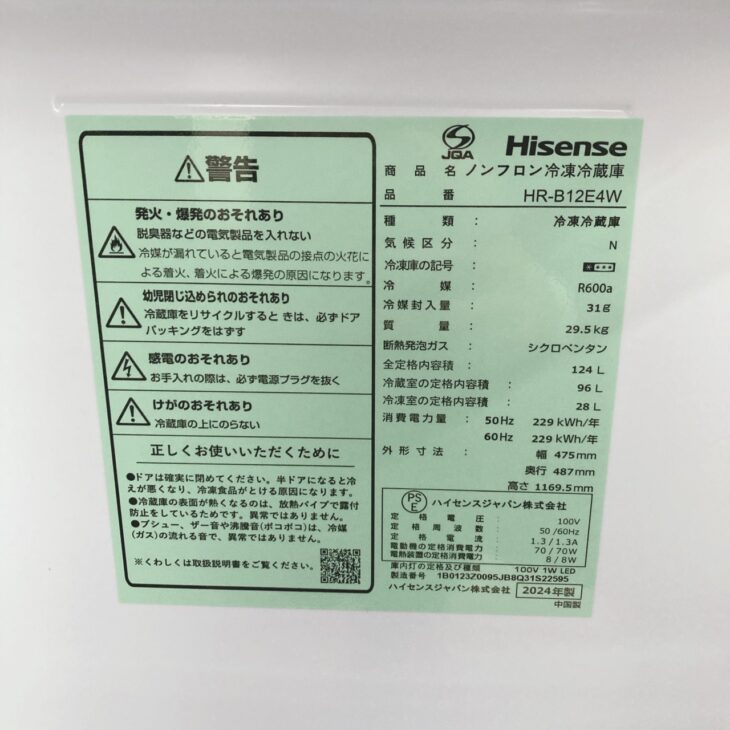 警告
発火・爆発のおそれあり
脱臭器などの電気製品を入れない
冷媒が漏れていると電気製品の接点の火花に
よる着火、着火による爆発の原因になります。
幼児閉じ込められのおそれあり
冷蔵庫をリサイクルすると きは、必ずドア
パッキングをはずす
感電のおそれあり
お手入れの際は、必ず電源プラグを抜く
けがのおそれあり
冷蔵庫の上にのらない
正しくお使いいただくために
●ドアは確実に閉めてください。半ドアになると冷
えが悪くなり、冷凍食品がとける原因になります。
●冷蔵庫の表面が熱くなるのは、放熱パイプで露付
防止をしているためです。異常ではありません。
●ブシュー、ザー音や沸騰音(ボコボコ)は、冷媒
(ガス)の流れる音で、異常ではありません。
*くわしくは取扱説明書をご覧ください。
JQA Hisense
商品名 ノンフロン冷凍冷蔵庫
品番 HR-B12E4W
種類: 冷凍冷蔵庫
気候区分: N
冷凍庫の記号:
冷媒: R600a
冷媒封入量: 31g
質量: 29.5kg
断熱発泡ガス: シクロペンタン
全定格内容積: 124 L
冷蔵室の定格内容積: 96 L
冷凍室の定格内容積: 28 L
消費電力量: 50Hz 229 kWh/年
60Hz 229 kWh/年
外形寸法: 幅 475mm
奥行 487mm
高さ 1169.5mm
PSE ハイセンスジャパン株式会社
定格電圧: 100V
定格周波数: 50/60Hz
定格電流: 1.3/1.3A
電動機の定格消費電力: 70/70W
電熱装置の定格消費電力: 8/8W
庫内灯の定格及び種類 100V 1W LED
製造番号: 1B0123Z0095JB8Q31S22595
ハイセンスジャパン株式会社 2024年製
中国製